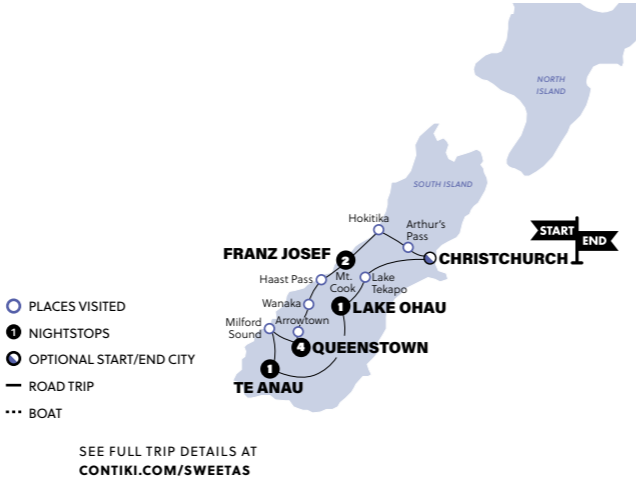 NORTH
ISLAND
SOUTH ISLAND
Hokitika
Arthur's
Pass
START
END
FRANZ JOSEF
2
CHRISTCHURCH
Haast Pass
Mt.
Cook
Lake
Tekapo
Wanaka
1
LAKE OHAU
Milford
Sound
Arrowtown
4
QUEENSTOWN
1
TE ANAU
PLACES VISITED
1 NIGHTSTOPS
OPTIONAL START/END CITY
ROAD TRIP
BOAT
SEE FULL TRIP DETAILS AT
CONTIKI.COM/SWEETAS